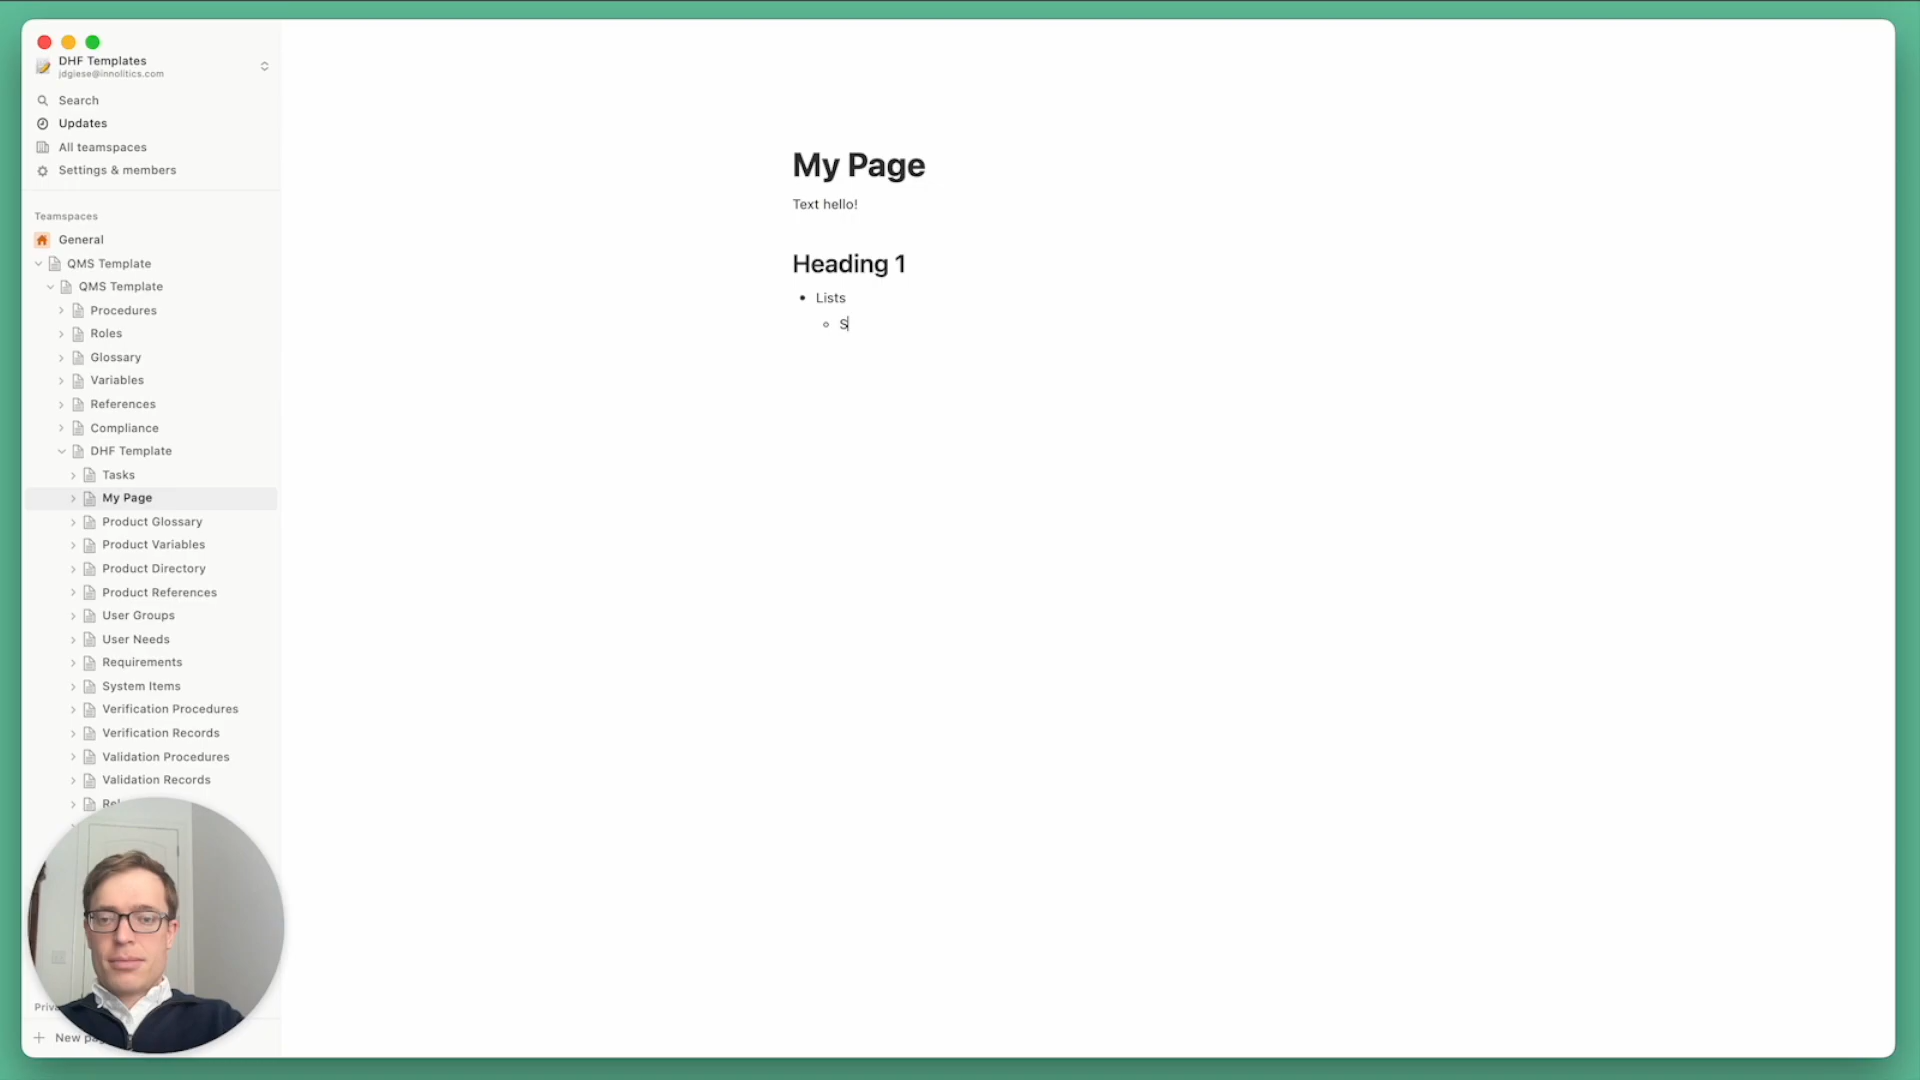 DHF Templates
jdgiese@innolitics.com
Search
Updates
All teamspaces
Settings & members
Teamspaces
General
QMS Template
QMS Template
Procedures
Roles
Glossary
Variables
References
Compliance
DHF Template
Tasks
My Page
Product Glossary
Product Variables
Product Directory
Product References
User Groups
User Needs
Requirements
System Items
Verification Procedures
Verification Records
Validation Procedures
Validation Records
New
My Page
Text hello!
Heading 1
Lists
S